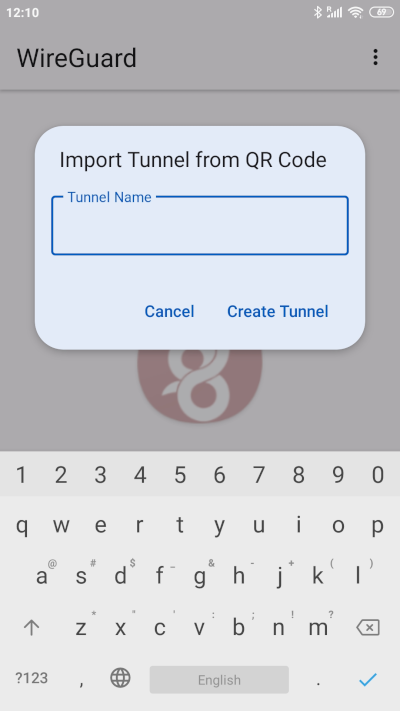 12:10
R
69
WireGuard
Import Tunnel from QR Code
Tunnel Name
Cancel Create Tunnel
1 2 3 4 5 6 7 8 9 0
q w e r t y u i o p
a @ s # d $ f _ g & h - j + k ( l )
z * x " c ' v : b ; n ! m ?
?123 , English .